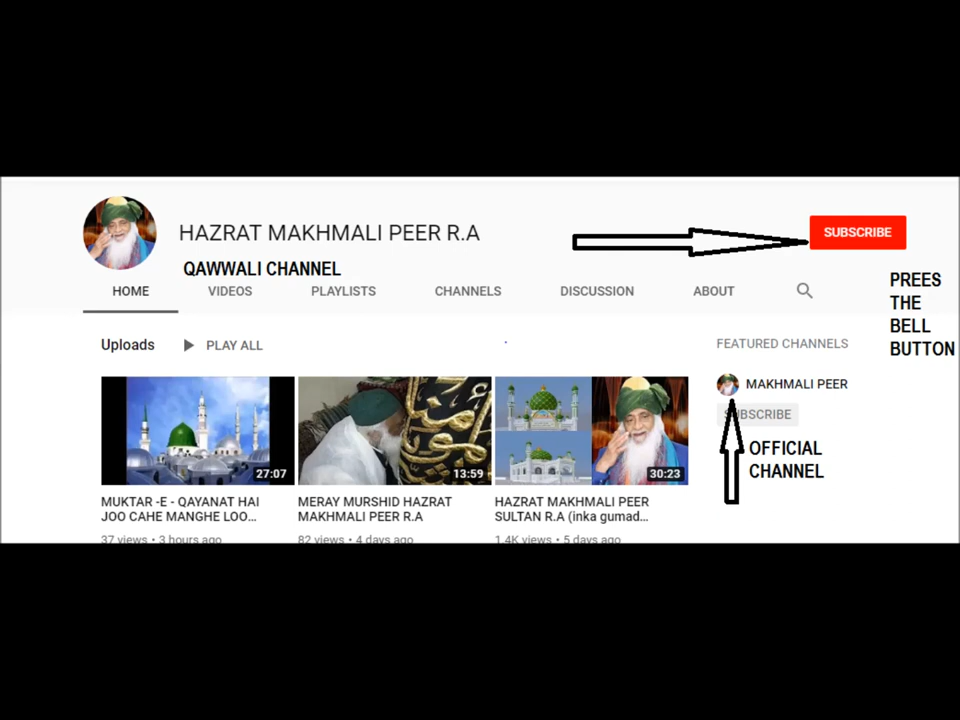 HAZRAT MAKHMALI PEER R.A
SUBSCRIBE
QAWWALI CHANNEL
HOME VIDEOS PLAYLISTS CHANNELS DISCUSSION ABOUT
PREES
THE
BELL
BUTTON
Uploads PLAY ALL
FEATURED CHANNELS
MAKHMALI PEER
SUBSCRIBE
OFFICIAL
CHANNEL
27:07
13:59
30:23
MUKTAR -E - QAYANAT HAI
JOO CAHE MANGHE LOO...
37 views • 3 hours ago
MERAY MURSHID HAZRAT
MAKHMALI PEER R.A
82 views • 4 days ago
HAZRAT MAKHMALI PEER
SULTAN R.A (inka gumad...
1.4K views • 5 days ago